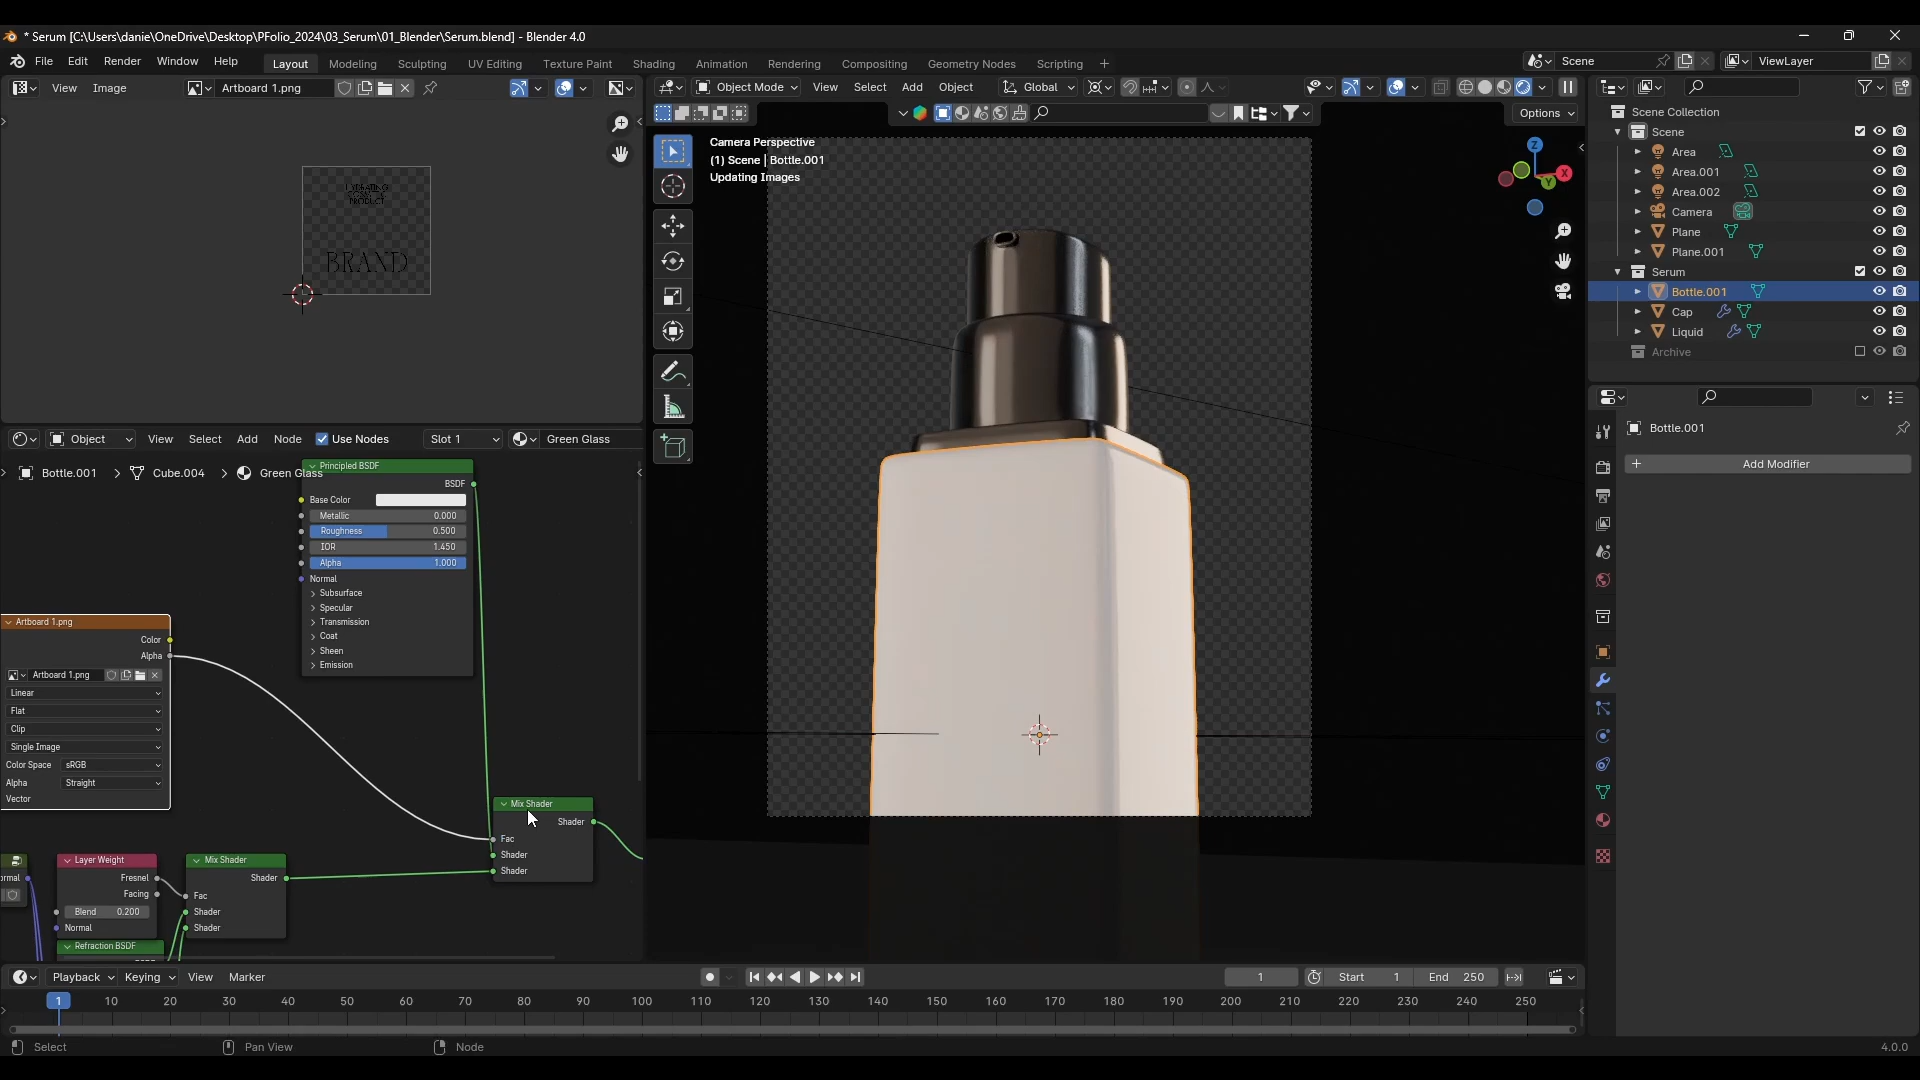 * Serum [C:\Users\danie\OneDrive\Desktop\PFolio_2024\03_Serum\01_Blender\Serum.blend] - Blender 4.0
File Edit Render Window Help Layout Modeling Sculpting UV Editing Texture Paint Shading Animation Rendering Compositing Geometry Nodes Scripting + Scene ViewLayer
View Image Artboard 1.png
Object Mode View Select Add Object Global
Options
Camera Perspective
(1) Scene | Bottle.001
Updating Images
HYDRATING
COSMETIC
PRODUCT
BRAND
Object View Select Add Node Use Nodes Slot 1 Green Glass
Bottle.001 > Cube.004 > Green Glass
Principled BSDF
BSDF
Base Color
Metallic 0.000
Roughness 0.500
IOR 1.450
Alpha 1.000
Normal
Subsurface
Specular
Transmission
Coat
Sheen
Emission
Artboard 1.png
Color
Alpha
Artboard 1.png
Linear
Flat
Clip
Single Image
Color Space sRGB
Alpha Straight
Vector
Mix Shader
Shader
Fac
Shader
Shader
ormal
Layer Weight
Fresnel
Facing
Blend 0.200
Normal
Mix Shader
Shader
Fac
Shader
Shader
Refraction BSDF
X
Y
Z
Scene Collection
Scene
Area
Area.001
Area.002
Camera
Plane
Plane.001
Serum
Bottle.001
Cap
Liquid
Archive
Bottle.001
+ Add Modifier
Playback Keying View Marker 1 Start 1 End 250
1 10 20 30 40 50 60 70 80 90 100 110 120 130 140 150 160 170 180 190 200 210 220 230 240 250
Select Pan View Node 4.0.0